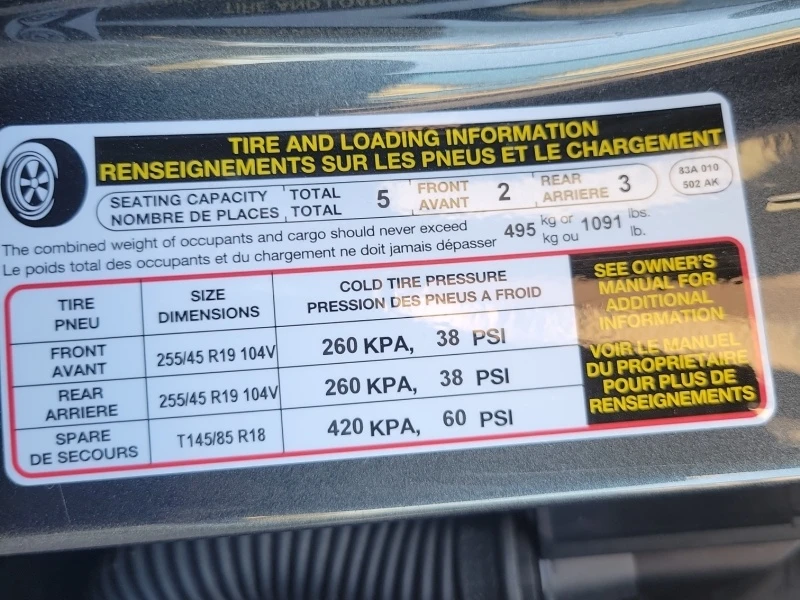 TIRE AND LOADING INFORMATION
RENSEIGNEMENTS SUR LES PNEUS ET LE CHARGEMENT
83A 010
502 AK
SEATING CAPACITY TOTAL 5 FRONT 2 REAR 3
NOMBRE DE PLACES TOTAL AVANT ARRIERE
The combined weight of occupants and cargo should never exceed 495 kg or 1091 lbs.
Le poids total des occupants et du chargement ne doit jamais dépasser kg ou lb.
TIRE SIZE COLD TIRE PRESSURE
PNEU DIMENSIONS PRESSION DES PNEUS A FROID
FRONT
AVANT 255/45 R19 104V 260 KPA, 38 PSI
REAR
ARRIERE 255/45 R19 104V 260 KPA, 38 PSI
SPARE
DE SECOURS T145/85 R18 420 KPA, 60 PSI
SEE OWNER'S
MANUAL FOR
ADDITIONAL
INFORMATION
VOIR LE MANUEL
DU PROPRIETAIRE
POUR PLUS DE
RENSEIGNEMENTS